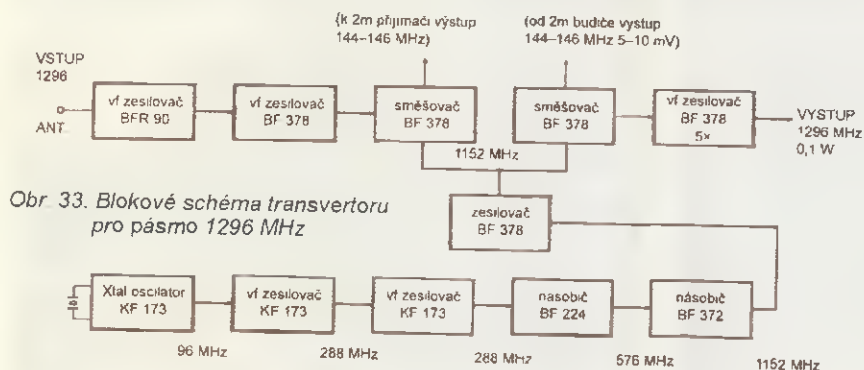 (k 2m přijímači výstup
144–146 MHz)
(od 2m budiče vystup
144–146 MHz 5–10 mV)
VSTUP
1296
ANT.
vf zesilovač
BFR 90
vf zesilovač
BF 378
směšovač
BF 378
směšovač
BF 378
vf zesilovač
BF 378
5×
VYSTUP
1296 MHz
0,1 W
1152 MHz
Obr. 33. Blokové schéma transvertoru
pro pásmo 1296 MHz
zesilovač
BF 378
Xtal oscilator
KF 173
vf zesilovač
KF 173
vf zesilovač
KF 173
nasobič
BF 224
násobič
BF 372
96 MHz
288 MHz
288 MHz
576 MHz
1152 MHz